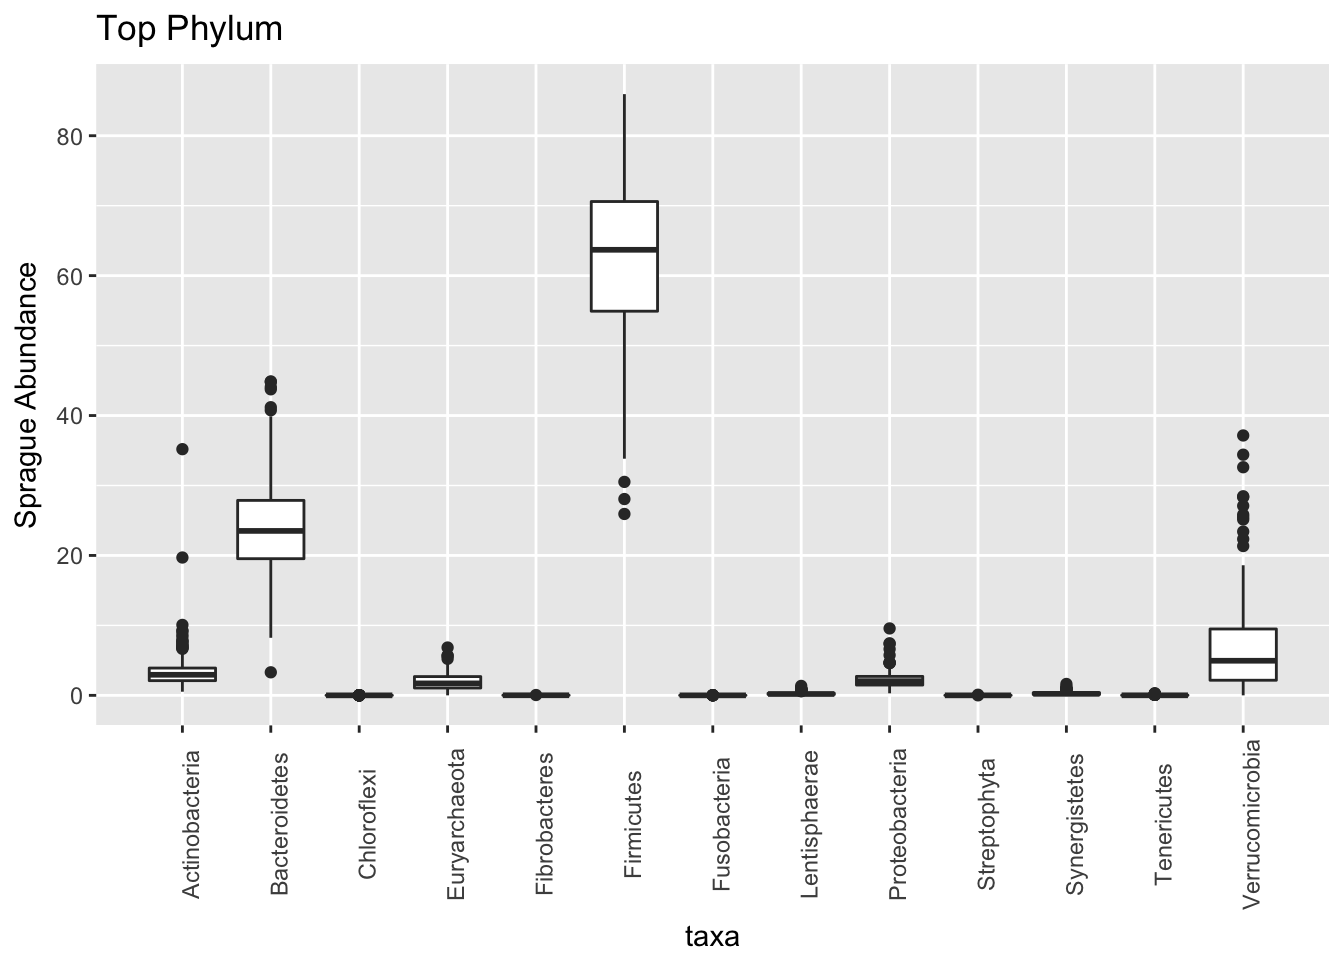 Top Phylum
Sprague Abundance
80
60
40
20
0
Actinobacteria
Bacteroidetes
Chloroflexi
Euryarchaeota
Fibrobacteres
Firmicutes
Fusobacteria
Lentisphaerae
Proteobacteria
Streptophyta
Synergistetes
Tenericutes
Verrucomicrobia
taxa